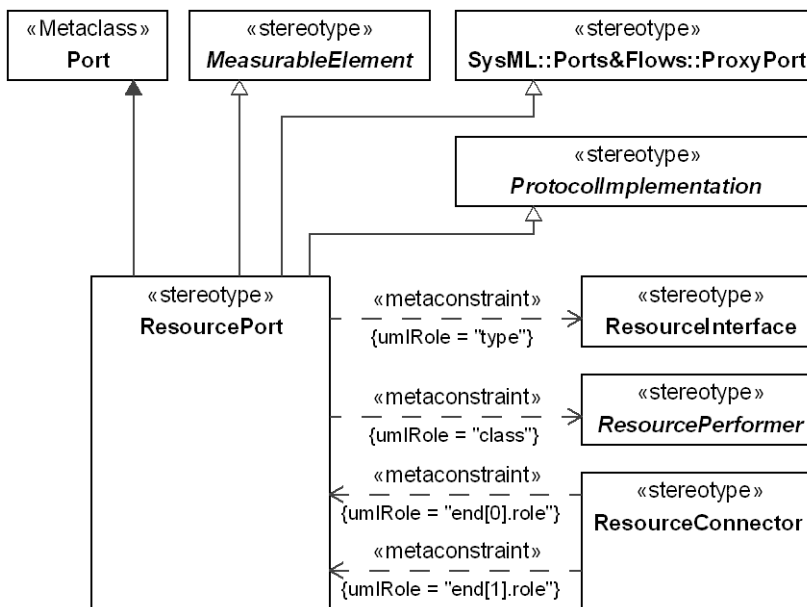 «Metaclass»
Port
«stereotype»
MeasurableElement
«stereotype»
SysML::Ports&Flows::ProxyPort
«stereotype»
ProtocolImplementation
«stereotype»
ResourcePort
«metaconstraint»
{umlRole = "type"}
«stereotype»
ResourceInterface
«metaconstraint»
{umlRole = "class"}
«stereotype»
ResourcePerformer
«metaconstraint»
{umlRole = "end[0].role"}
«stereotype»
ResourceConnector
«metaconstraint»
{umlRole = "end[1].role"}